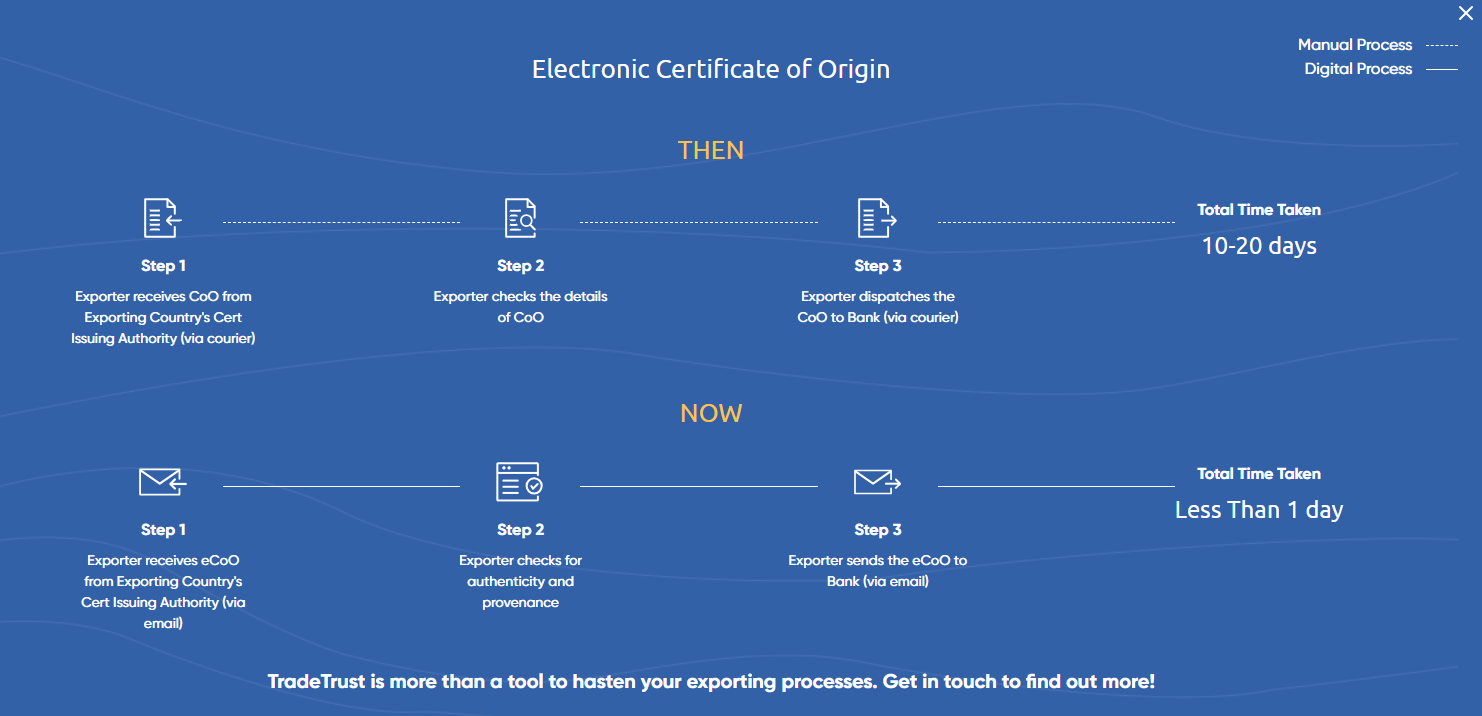 Manual Process
Digital Process
Electronic Certificate of Origin
THEN
Step 1
Exporter receives CoO from
Exporting Country's Cert
Issuing Authority (via courier)
Step 2
Exporter checks the details
of CoO
Step 3
Exporter dispatches the
CoO to Bank (via courier)
Total Time Taken
10-20 days
NOW
Step 1
Exporter receives eCoO
from Exporting Country's
Cert Issuing Authority (via
email)
Step 2
Exporter checks for
authenticity and
provenance
Step 3
Exporter sends the eCoO to
Bank (via email)
Total Time Taken
Less Than 1 day
TradeTrust is more than a tool to hasten your exporting processes. Get in touch to find out more!